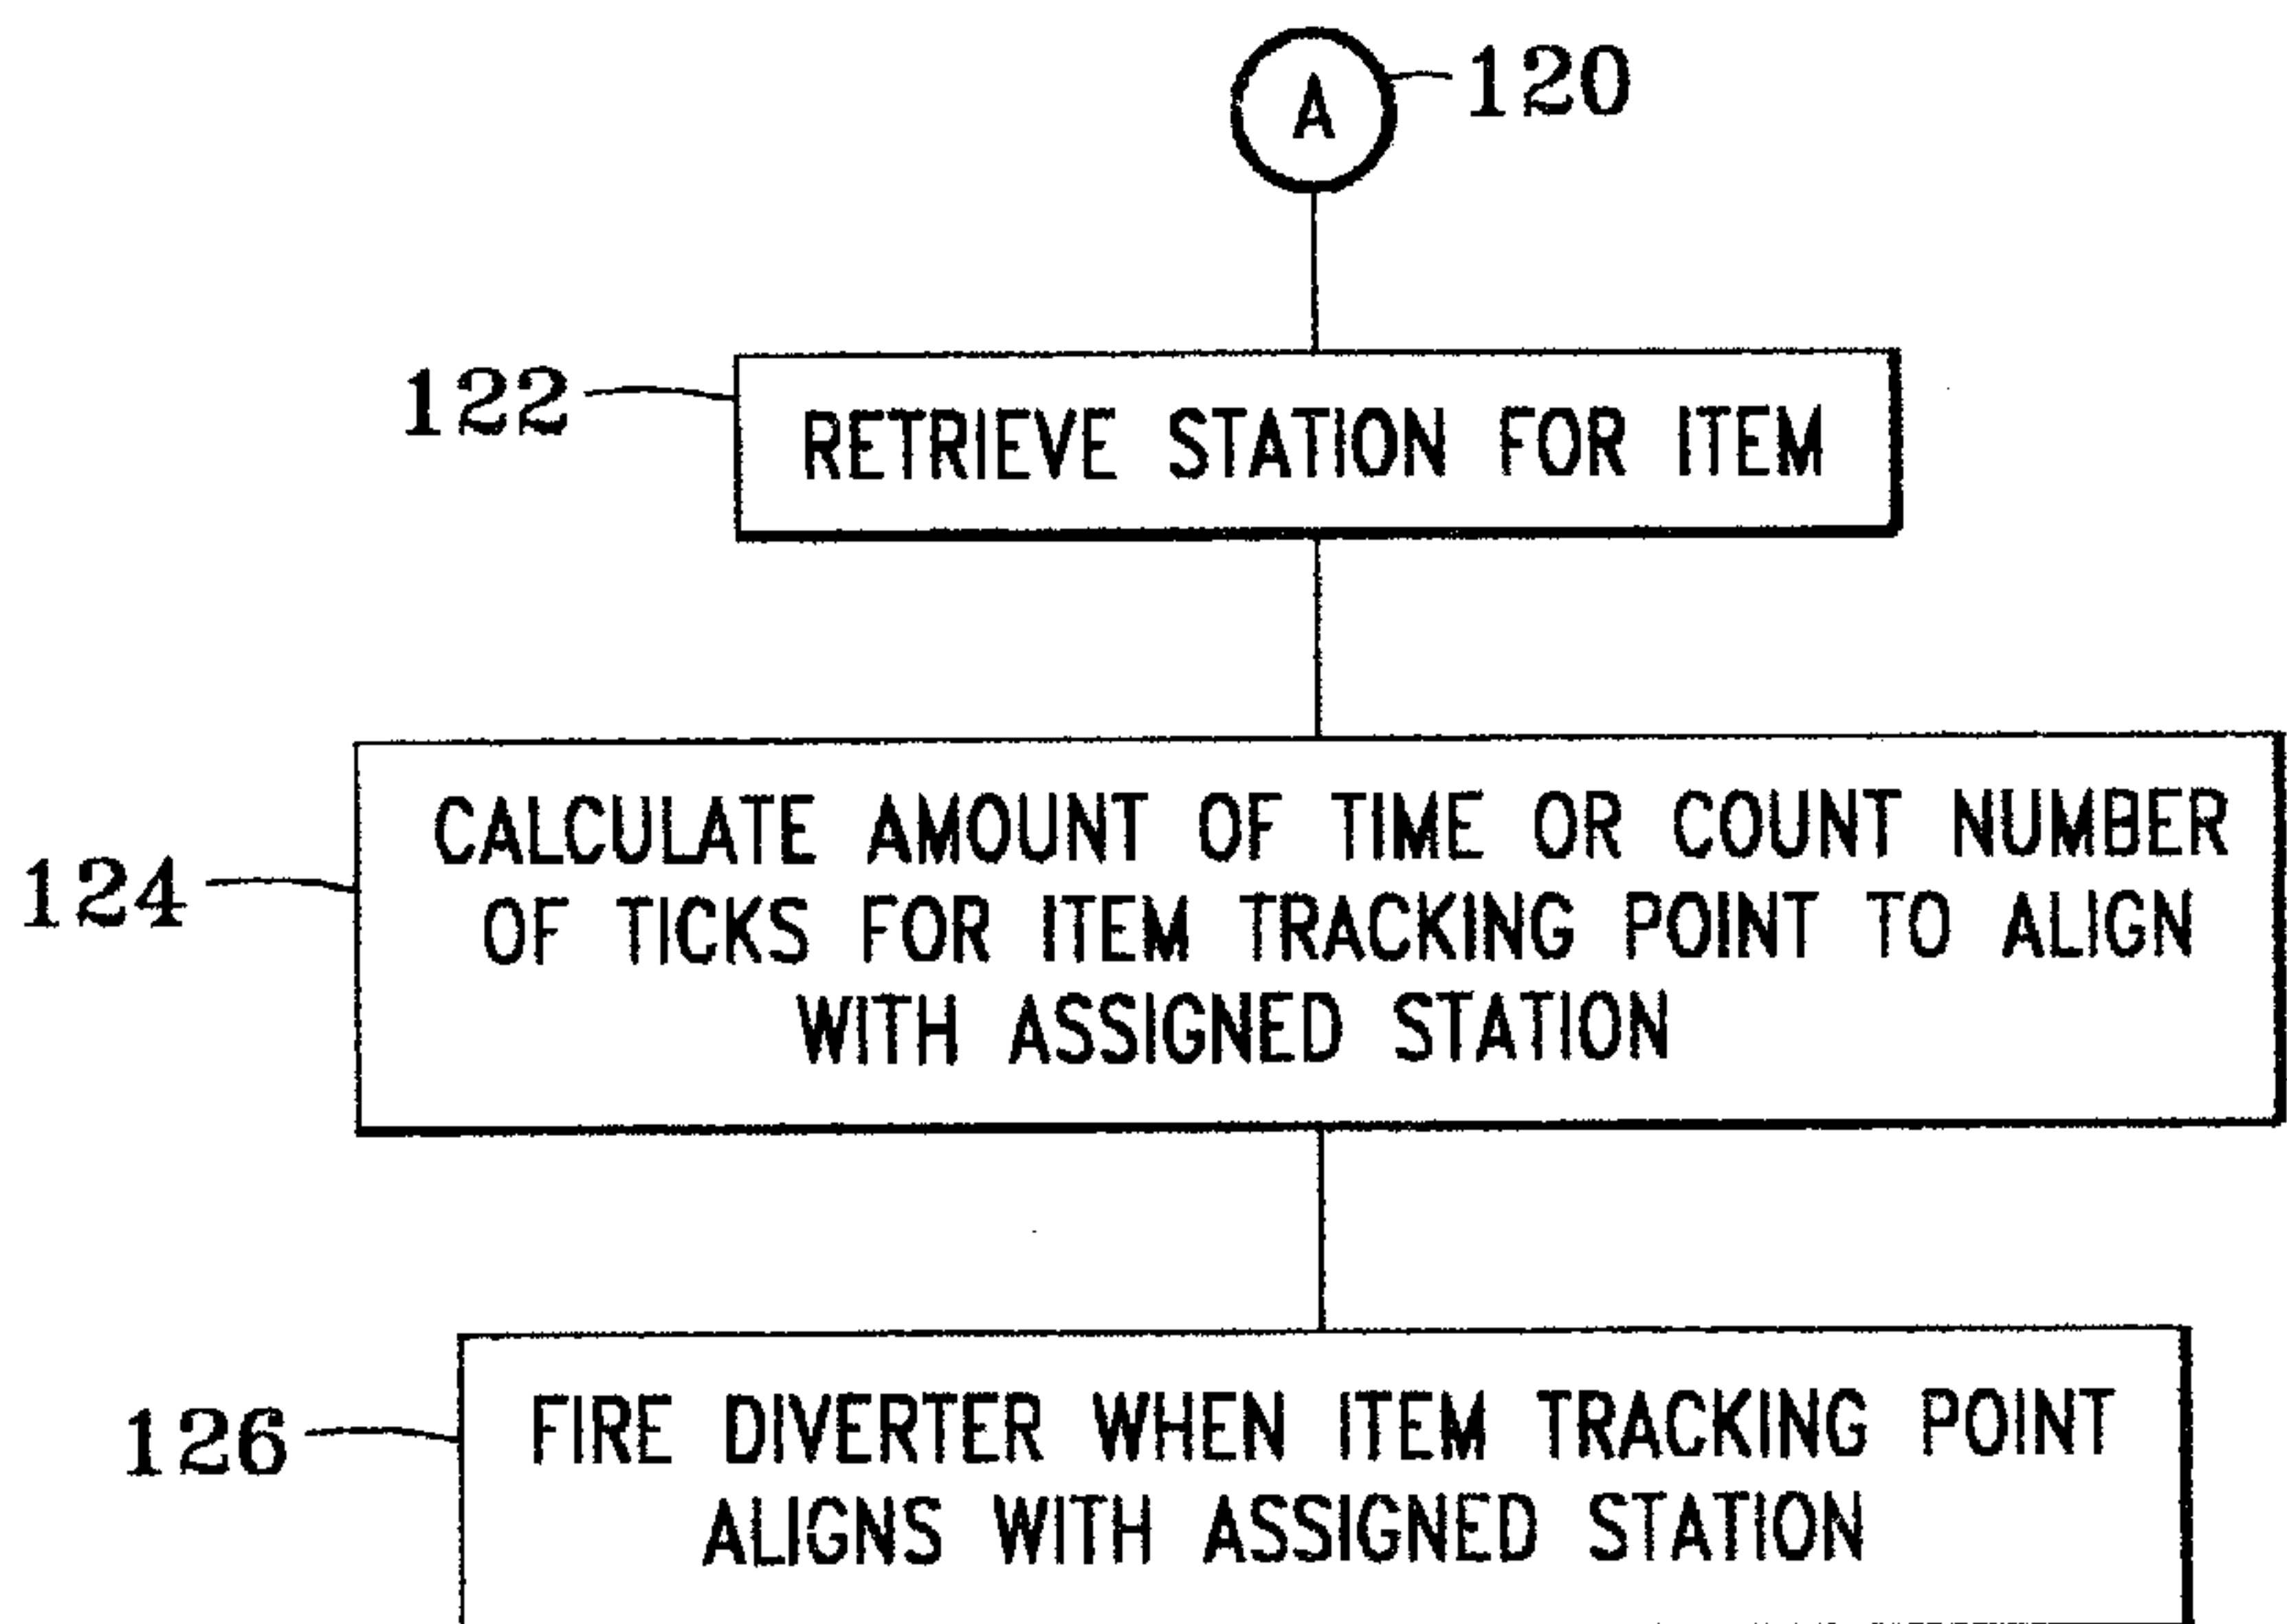 A
120
122
RETRIEVE STATION FOR ITEM
124
CALCULATE AMOUNT OF TIME OR COUNT NUMBER
OF TICKS FOR ITEM TRACKING POINT TO ALIGN
WITH ASSIGNED STATION
126
FIRE DIVERTER WHEN ITEM TRACKING POINT
ALIGNS WITH ASSIGNED STATION